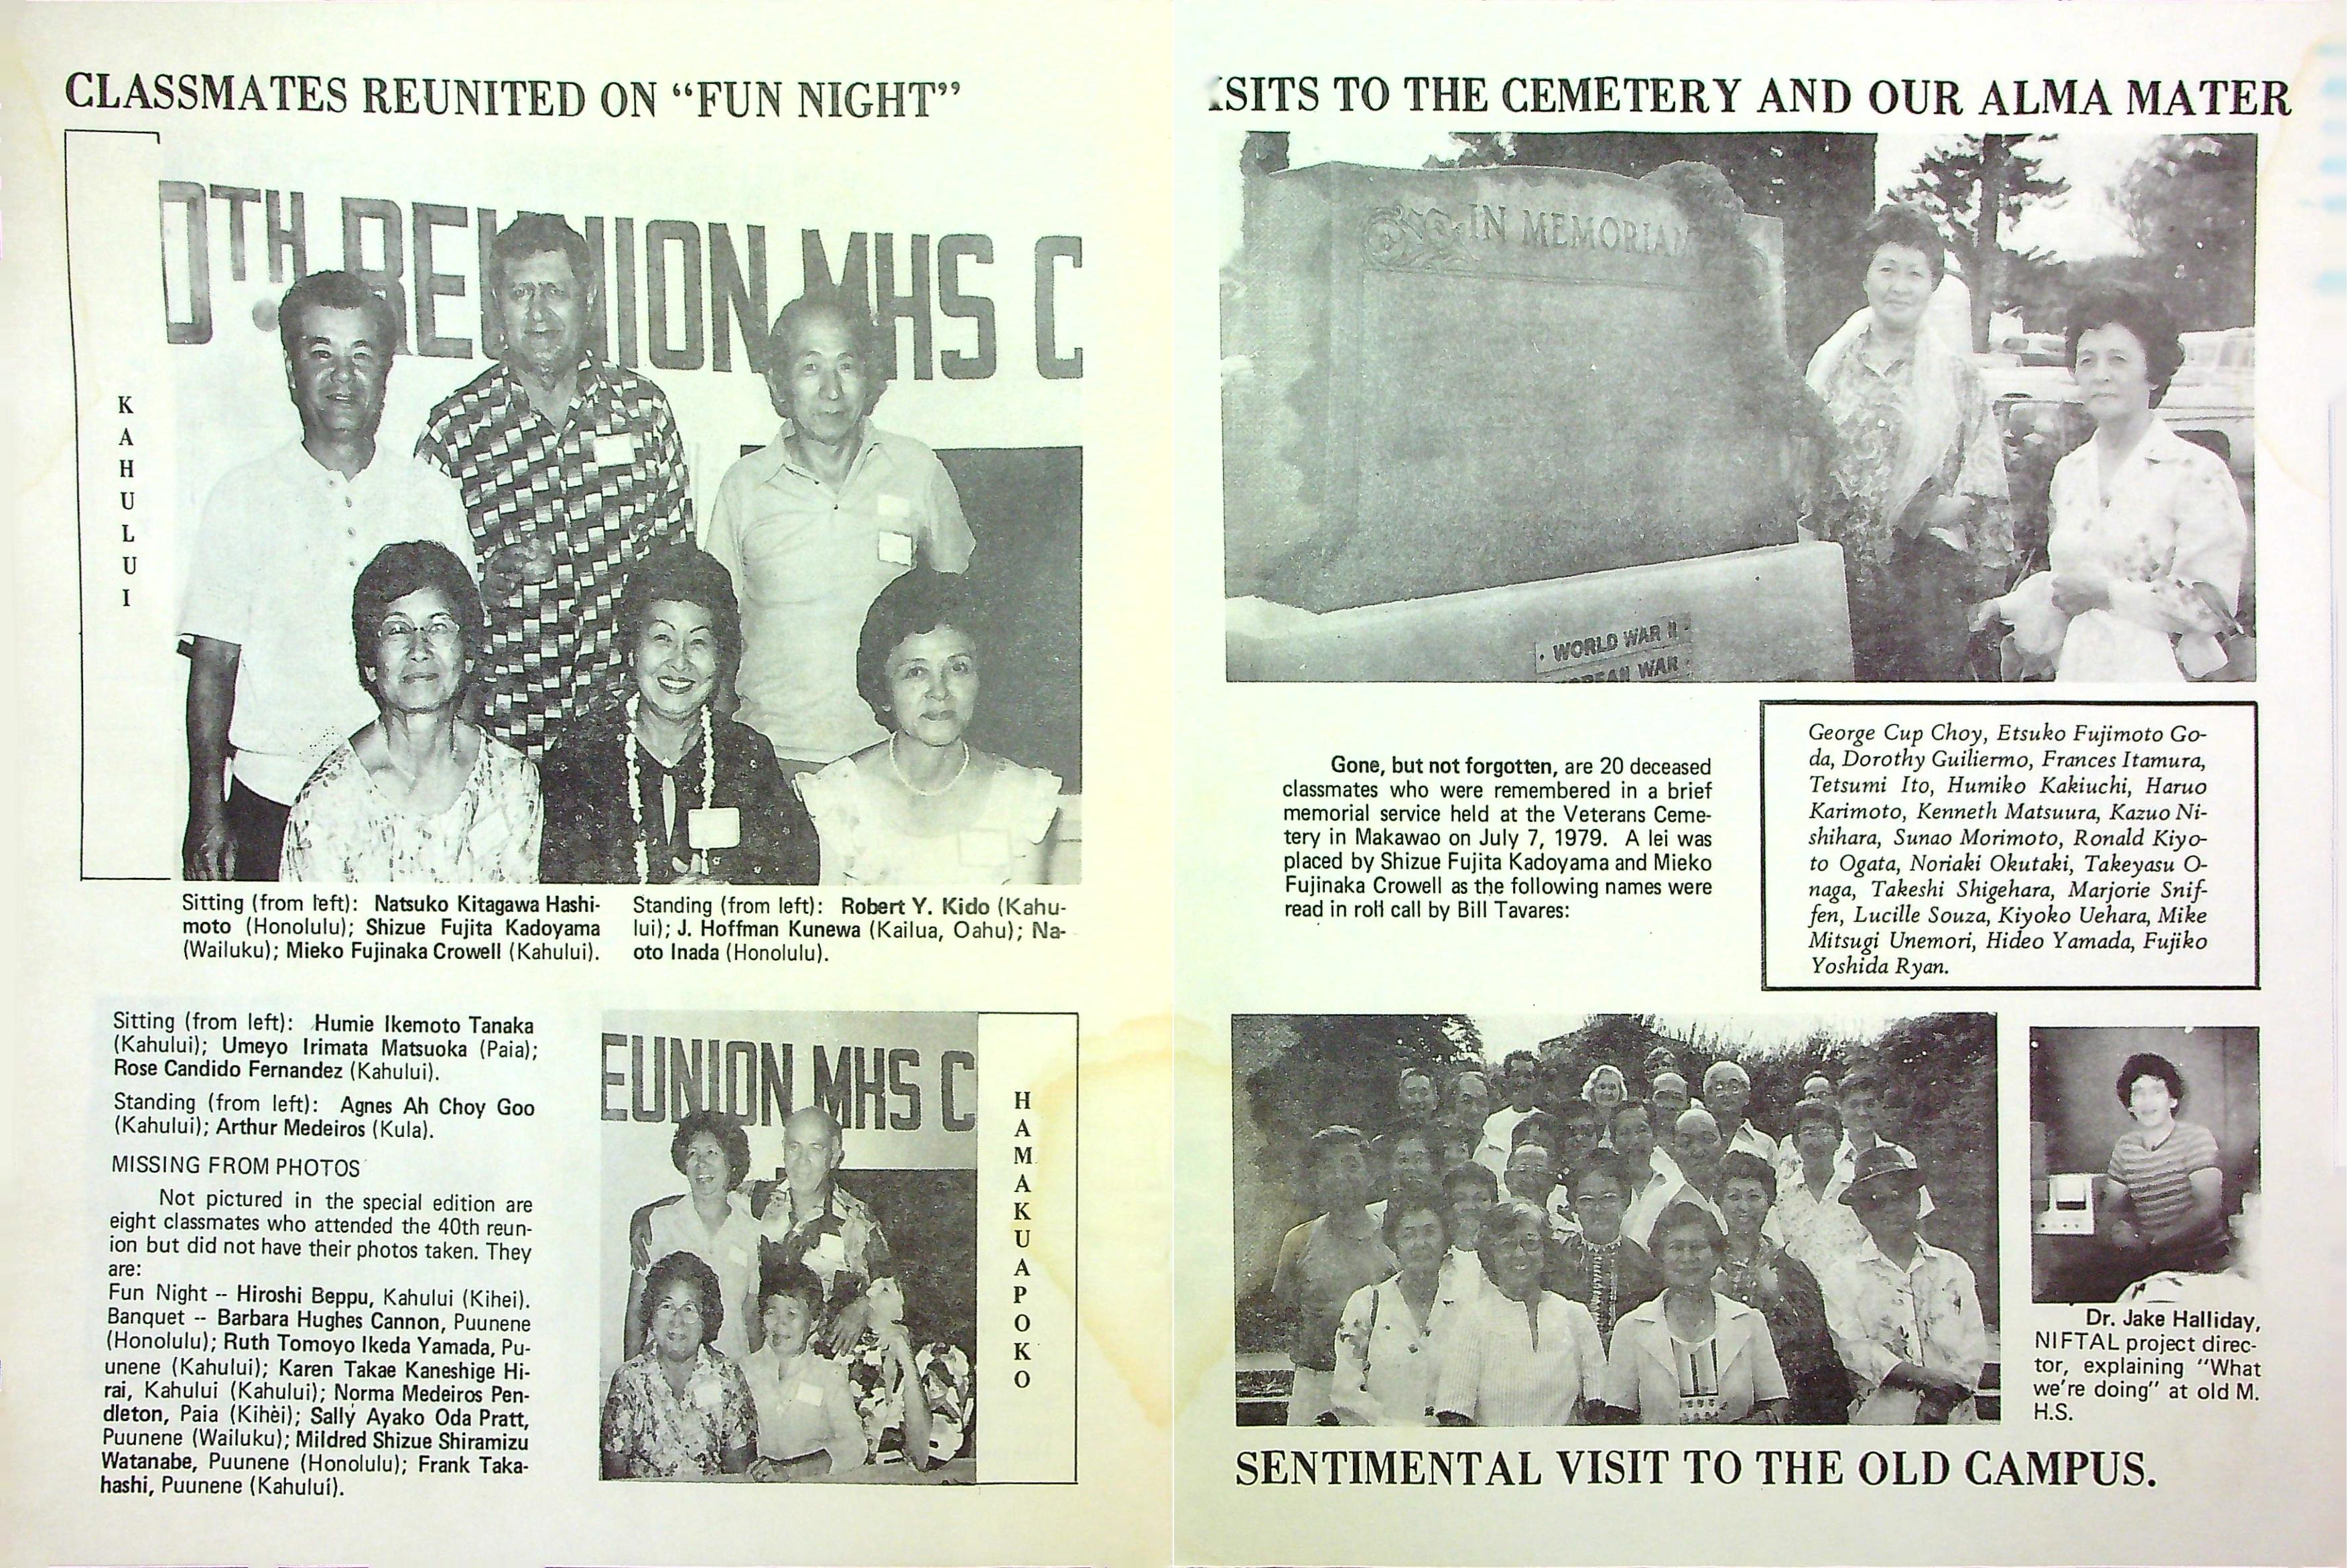 CLASSMATES REUNITED ON “FUN NIGHT”
0TH REUNION MHS C
K
A
H
U
L
U
I
Sitting (from left): Natsuko Kitagawa Hashi-
moto (Honolulu); Shizue Fujita Kadoyama
(Wailuku); Mieko Fujinaka Crowell (Kahului).
Standing (from left): Robert Y. Kido (Kahu-
lui); J. Hoffman Kunewa (Kailua, Oahu); Na-
oto Inada (Honolulu).
Sitting (from left): Humie Ikemoto Tanaka
(Kahului); Umeyo Irimata Matsuoka (Paia);
Rose Candido Fernandez (Kahului).
Standing (from left): Agnes Ah Choy Goo
(Kahului); Arthur Medeiros (Kula).
MISSING FROM PHOTOS
Not pictured in the special edition are
eight classmates who attended the 40th reun-
ion but did not have their photos taken. They
are:
Fun Night -- Hiroshi Beppu, Kahului (Kihei).
Banquet -- Barbara Hughes Cannon, Puunene
(Honolulu); Ruth Tomoyo Ikeda Yamada, Pu-
unene (Kahului); Karen Takae Kaneshige Hi-
rai, Kahului (Kahului); Norma Medeiros Pen-
dleton, Paia (Kihei); Sally Ayako Oda Pratt,
Puunene (Wailuku); Mildred Shizue Shiramizu
Watanabe, Puunene (Honolulu); Frank Taka-
hashi, Puunene (Kahului).
EUNION MHS C
H
A
M
A
K
U
A
P
O
K
O
ISITS TO THE CEMETERY AND OUR ALMA MATER
IN MEMORIAM
· WORLD WAR II ·
KOREAN WAR ·
Gone, but not forgotten, are 20 deceased
classmates who were remembered in a brief
memorial service held at the Veterans Ceme-
tery in Makawao on July 7, 1979. A lei was
placed by Shizue Fujita Kadoyama and Mieko
Fujinaka Crowell as the following names were
read in roll call by Bill Tavares:
George Cup Choy, Etsuko Fujimoto Go-
da, Dorothy Guiliermo, Frances Itamura,
Tetsumi Ito, Humiko Kakiuchi, Haruo
Karimoto, Kenneth Matsuura, Kazuo Ni-
shihara, Sunao Morimoto, Ronald Kiyo-
to Ogata, Noriaki Okutaki, Takeyasu O-
naga, Takeshi Shigehara, Marjorie Snif-
fen, Lucille Souza, Kiyoko Uehara, Mike
Mitsugi Unemori, Hideo Yamada, Fujiko
Yoshida Ryan.
Dr. Jake Halliday,
NIFTAL project direc-
tor, explaining "What
we're doing" at old M.
H.S.
SENTIMENTAL VISIT TO THE OLD CAMPUS.